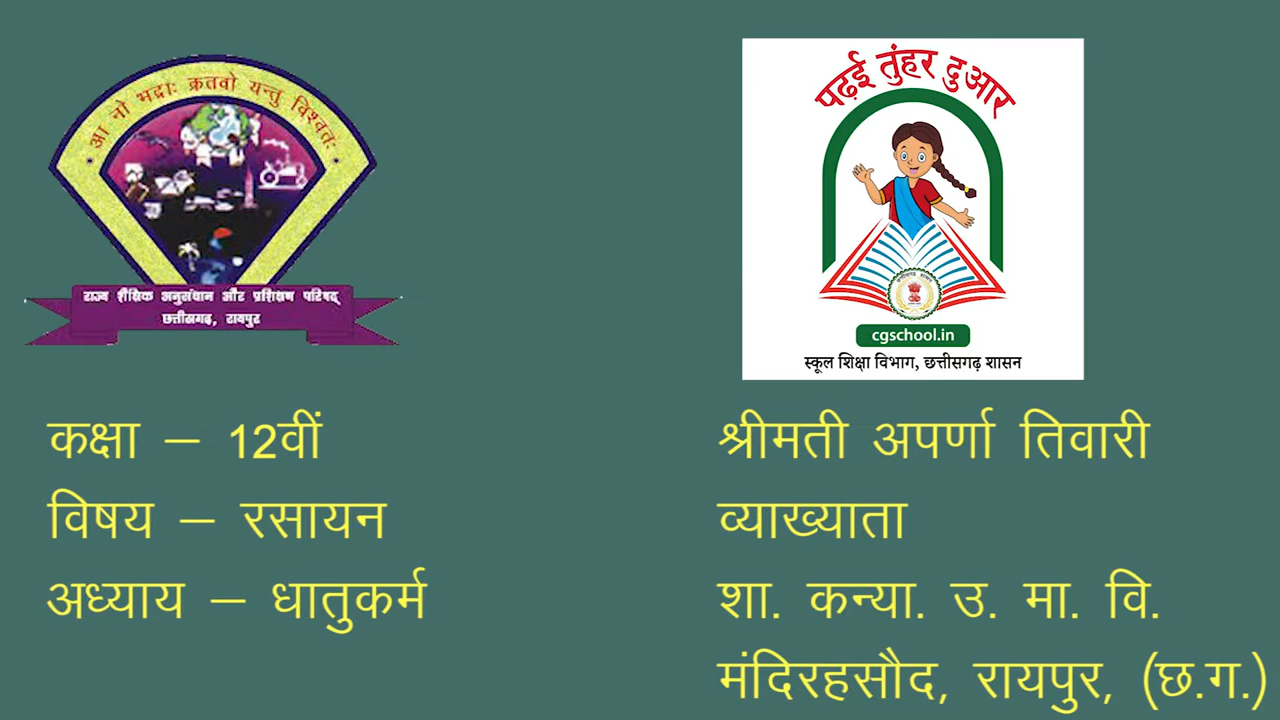 आ नो भद्राः क्रतवो यन्तु विश्वतः
राज्य शैक्षिक अनुसंधान और प्रशिक्षण परिषद्
छत्तीसगढ़, रायपुर
पढ़ई तुंहर दुआर
cgschool.in
स्कूल शिक्षा विभाग, छत्तीसगढ़ शासन
कक्षा – 12वीं
विषय – रसायन
अध्याय – धातुकर्म
श्रीमती अपर्णा तिवारी
व्याख्याता
शा. कन्या. उ. मा. वि.
मंदिरहसौद, रायपुर, (छ.ग.)